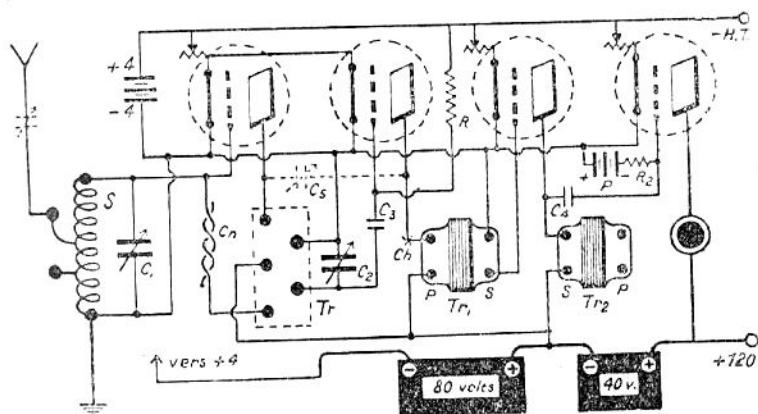 +4
-4
-H.T.
R
S
C1
Cn
C5
C3
C2
Tr
Ch
P
Tr1
S
P
R2
C4
S
Tr2
P
vers +4
80 volts
40 v.
+120